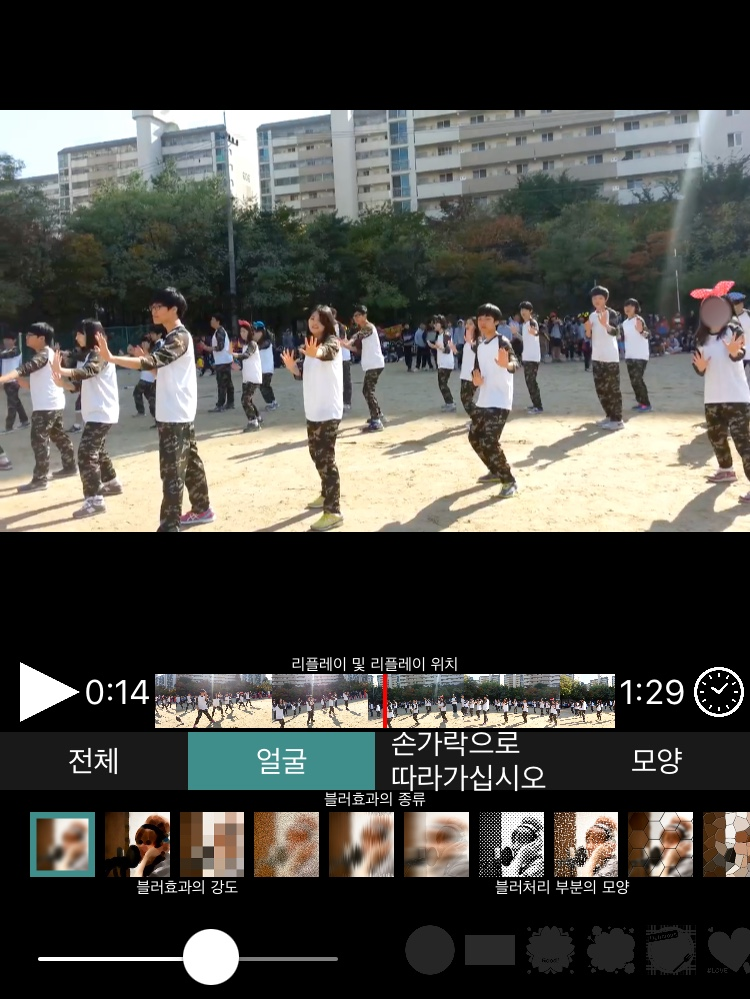 리플레이 및 리플레이 위치
0:14
1:29
전체
얼굴
손가락으로
따라가십시오
모양
블러효과의 종류
블러효과의 강도
블러처리 부분의 모양